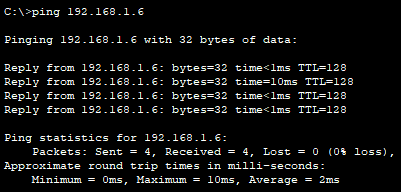 C:\>ping 192.168.1.6
Pinging 192.168.1.6 with 32 bytes of data:
Reply from 192.168.1.6: bytes=32 time<1ms TTL=128
Reply from 192.168.1.6: bytes=32 time=10ms TTL=128
Reply from 192.168.1.6: bytes=32 time<1ms TTL=128
Reply from 192.168.1.6: bytes=32 time<1ms TTL=128
Ping statistics for 192.168.1.6:
    Packets: Sent = 4, Received = 4, Lost = 0 (0% loss),
Approximate round trip times in milli-seconds:
    Minimum = 0ms, Maximum = 10ms, Average = 2ms